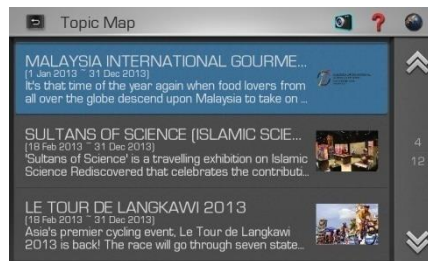 Topic Map
MALAYSIA INTERNATIONAL GOURME...
[1 Jan 2013 ~ 31 Dec 2013]
It's that time of the year again when food lovers from
all over the globe descend upon Malaysia to take on ...
SULTANS OF SCIENCE (ISLAMIC SCIE...
[18 Feb 2013 ~ 31 Dec 2013]
'Sultans of Science' is a travelling exhibition on Islamic
Science Rediscovered that celebrates the contributi...
4
12
LE TOUR DE LANGKAWI 2013
[18 Feb 2013 ~ 31 Dec 2013]
Asia's premier cycling event, Le Tour de Langkawi
2013 is back! The race will go through seven state...